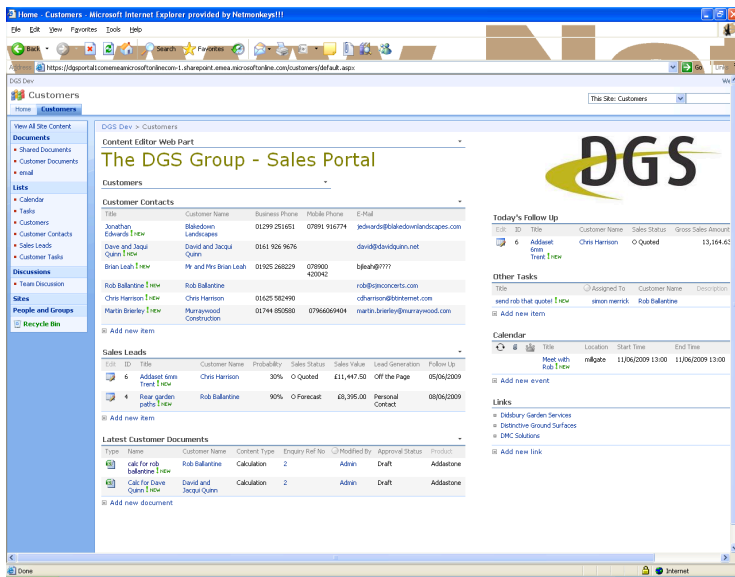 Home - Customers - Microsoft Internet Explorer provided by Netmonkeys!!!
File Edit View Favorites Tools Help
Back Search Favorites
Address https://dgsportal1comemeamicrosoftonlinecom-1.sharepoint.emea.microsoftonline.com/customers/default.aspx Go Links
DGS Dev
Customers
This Site: Customers
Home Customers
View All Site Content
Documents
Shared Documents
Customer Documents
email
Lists
Calendar
Tasks
Customers
Customer Contacts
Sales Leads
Customer Tasks
Discussions
Team Discussion
Sites
People and Groups
Recycle Bin
DGS Dev > Customers
Content Editor Web Part
The DGS Group - Sales Portal
Customers
Customer Contacts
Title Customer Name Business Phone Mobile Phone E-Mail
Jonathan Blakedown 01299 251651 07891 916774 jedwards@blakedownlandscapes.com
Edwards ! NEW Landscapes
Dave and Jaqui David and Jacqui 0161 926 9676 david@davidquinn.net
Quinn ! NEW Quinn
Brian Leah ! NEW Mr and Mrs Brian Leah 01925 268229 078900 bjleah@????
420042
Rob Ballantine ! NEW Rob Ballantine rob@sjmconcerts.com
Chris Harrison ! NEW Chris Harrison 01625 582490 cdharrison@btinternet.com
Martin Brierley ! NEW Murraywood 01744 850580 07966069404 martin.brierley@murraywood.com
Construction
Add new item
Sales Leads
Edit ID Title Customer Name Probability Sales Status Sales Value Lead Generation Follow Up
6 Addaset 6mm Chris Harrison 30% O Quoted £11,447.50 Off the Page 05/06/2009
Trent ! NEW
4 Rear garden Rob Ballantine 90% O Forecast £8,395.00 Personal 08/06/2009
paths ! NEW Contact
Add new item
Latest Customer Documents
Type Name Customer Name Content Type Enquiry Ref No Modified By Approval Status Product
calc for rob Rob Ballantine Calculation 2 Admin Draft Addastone
ballantine ! NEW
Calc for Dave David and Calculation 2 Admin Draft Addastone
Quinn ! NEW Jacqui Quinn
Add new document
DGS
Today's Follow Up
Edit ID Title Customer Name Sales Status Gross Sales Amount
6 Addaset Chris Harrison O Quoted 13,164.63
6mm
Trent ! NEW
Other Tasks
Title Assigned To Customer Name Description
send rob that quote! ! NEW simon merrick Rob Ballantine
Add new item
Calendar
Title Location Start Time End Time
Meet with millgate 11/06/2009 13:00 11/06/2009 13:00
Rob ! NEW
Add new event
Links
Didsbury Garden Services
Distinctive Ground Surfaces
DMC Solutions
Add new link
Done Internet